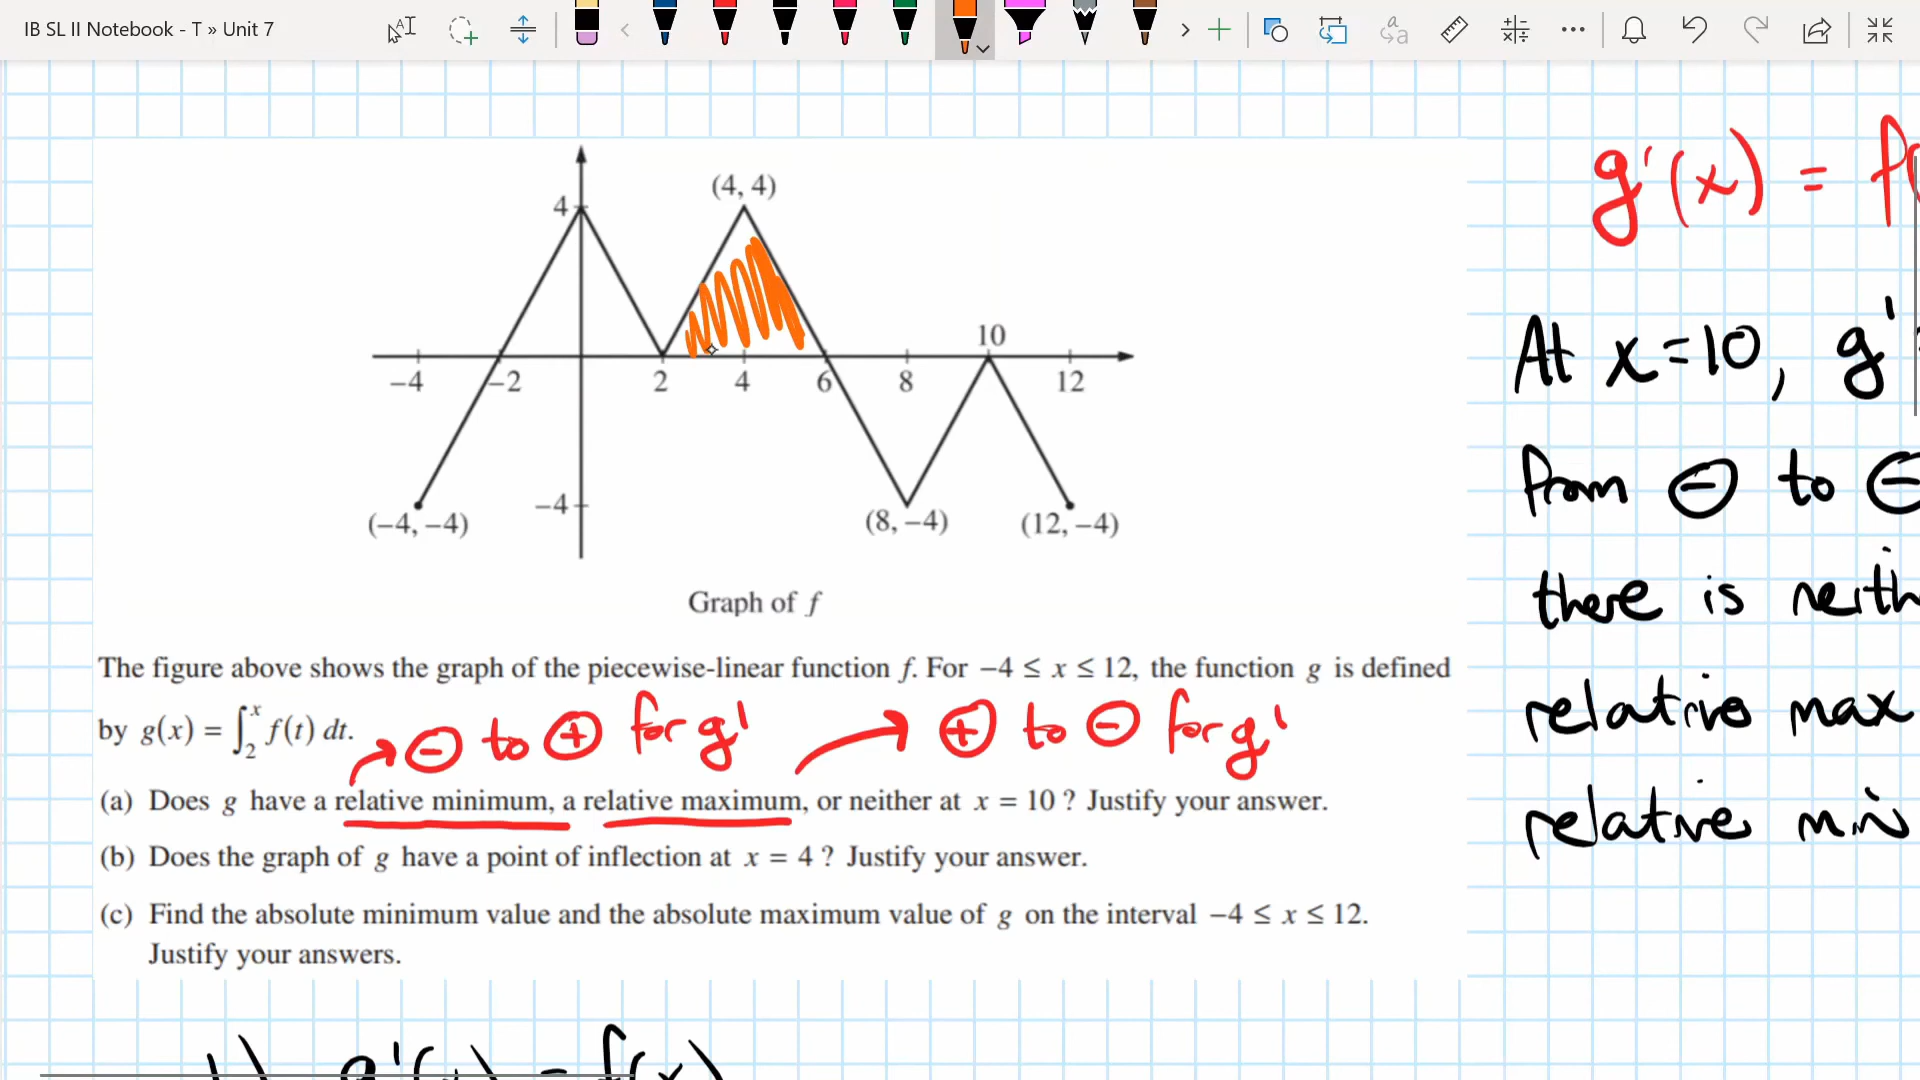 IB SL II Notebook - T » Unit 7
(4, 4)
4
10
−4 −2 2 4 6 8 12
−4
(−4, −4) (8, −4) (12, −4)
Graph of f
The figure above shows the graph of the piecewise-linear function f. For −4 ≤ x ≤ 12, the function g is defined
by g(x) = ∫₂ˣ f(t) dt.
⊖ to ⊕ for g' ⊕ to ⊖ for g'
(a) Does g have a relative minimum, a relative maximum, or neither at x = 10 ? Justify your answer.
(b) Does the graph of g have a point of inflection at x = 4 ? Justify your answer.
(c) Find the absolute minimum value and the absolute maximum value of g on the interval −4 ≤ x ≤ 12.
Justify your answers.
g'(x) = f(
At x=10, g'
from ⊖ to ⊖
there is neith
relative max
relative min
g'(x) = f(x)